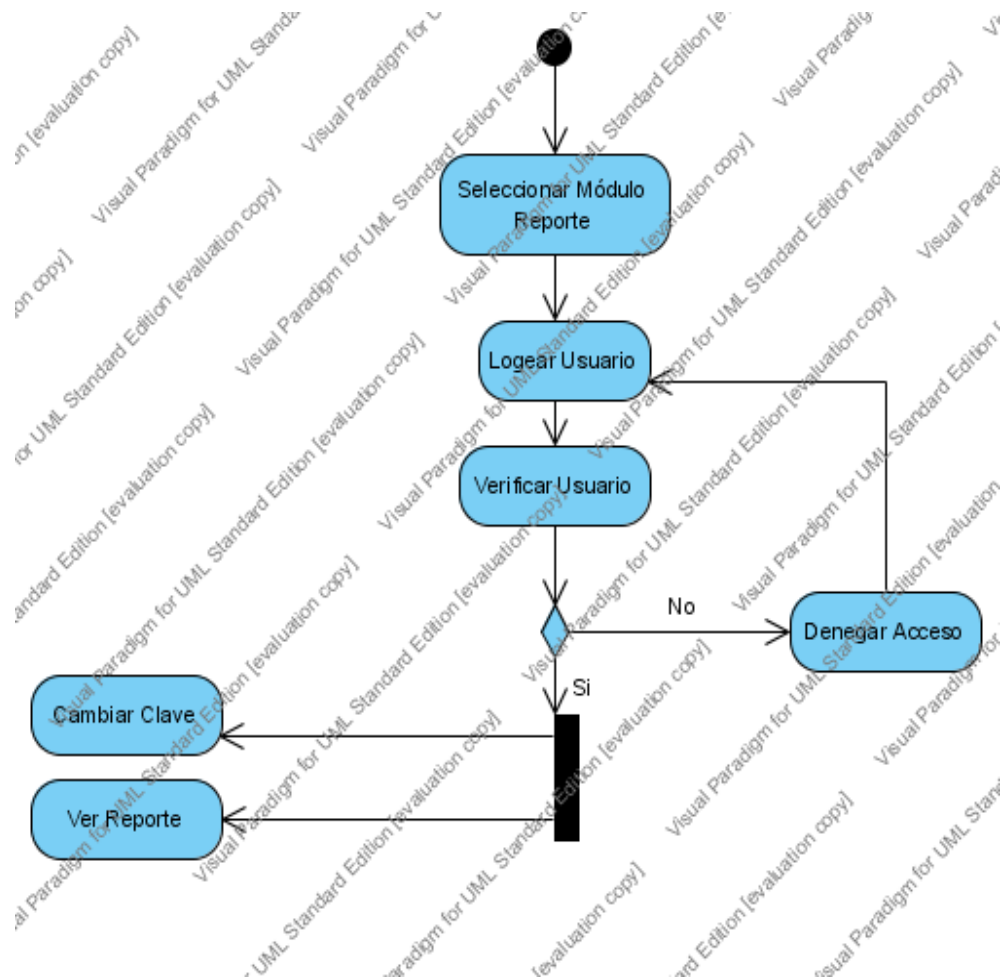 Seleccionar Módulo
Reporte
Logear Usuario
Verificar Usuario
No
Denegar Acceso
Si
Cambiar Clave
Ver Reporte
Visual Paradigm for UML Standard Edition [evaluation copy]